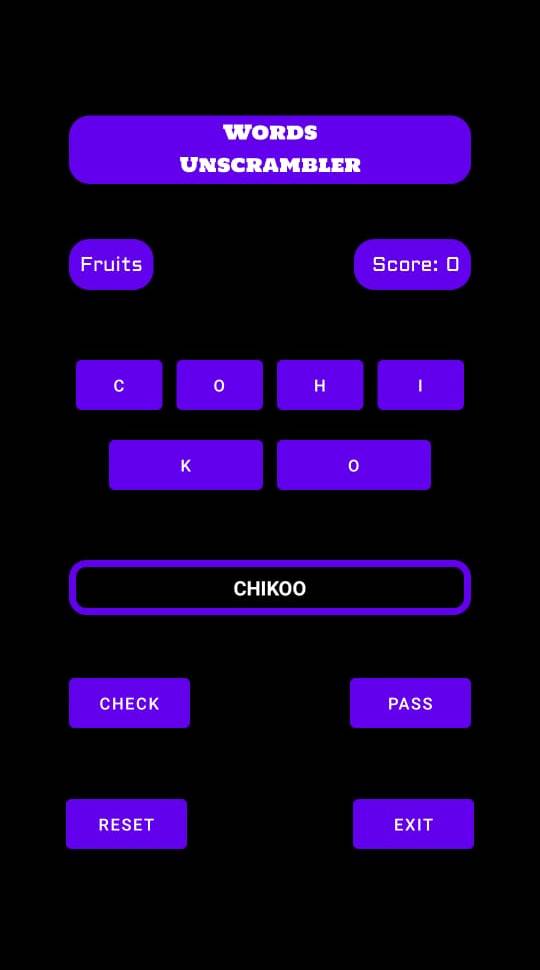 Words
Unscrambler
Fruits
Score: 0
C O H I
K O
CHIKOO
CHECK
PASS
RESET
EXIT